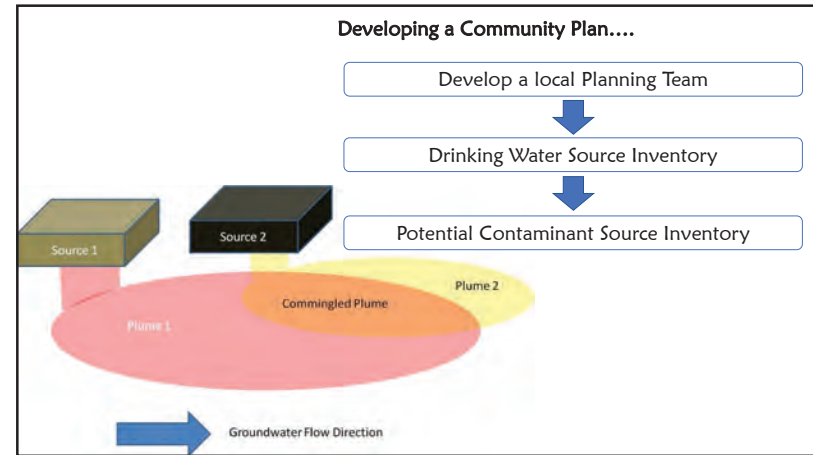 Developing a Community Plan....
Develop a local Planning Team
Drinking Water Source Inventory
Potential Contaminant Source Inventory
Source 1
Source 2
Plume 2
Commingled Plume
Plume 1
Groundwater Flow Direction